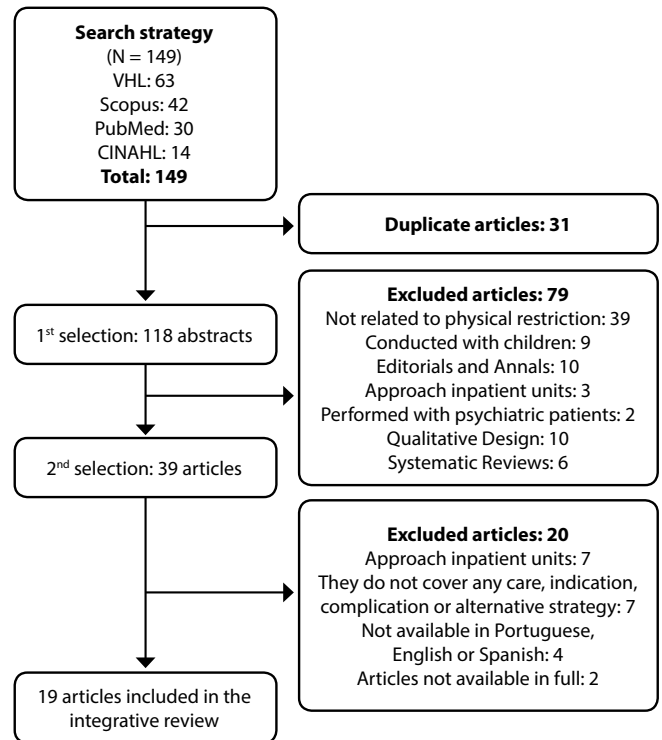 Search strategy
(N = 149)
VHL: 63
Scopus: 42
PubMed: 30
CINAHL: 14
Total: 149
Duplicate articles: 31
1st selection: 118 abstracts
Excluded articles: 79
Not related to physical restriction: 39
Conducted with children: 9
Editorials and Annals: 10
Approach inpatient units: 3
Performed with psychiatric patients: 2
Qualitative Design: 10
Systematic Reviews: 6
2nd selection: 39 articles
Excluded articles: 20
Approach inpatient units: 7
They do not cover any care, indication,
complication or alternative strategy: 7
Not available in Portuguese,
English or Spanish: 4
Articles not available in full: 2
19 articles included in the
integrative review